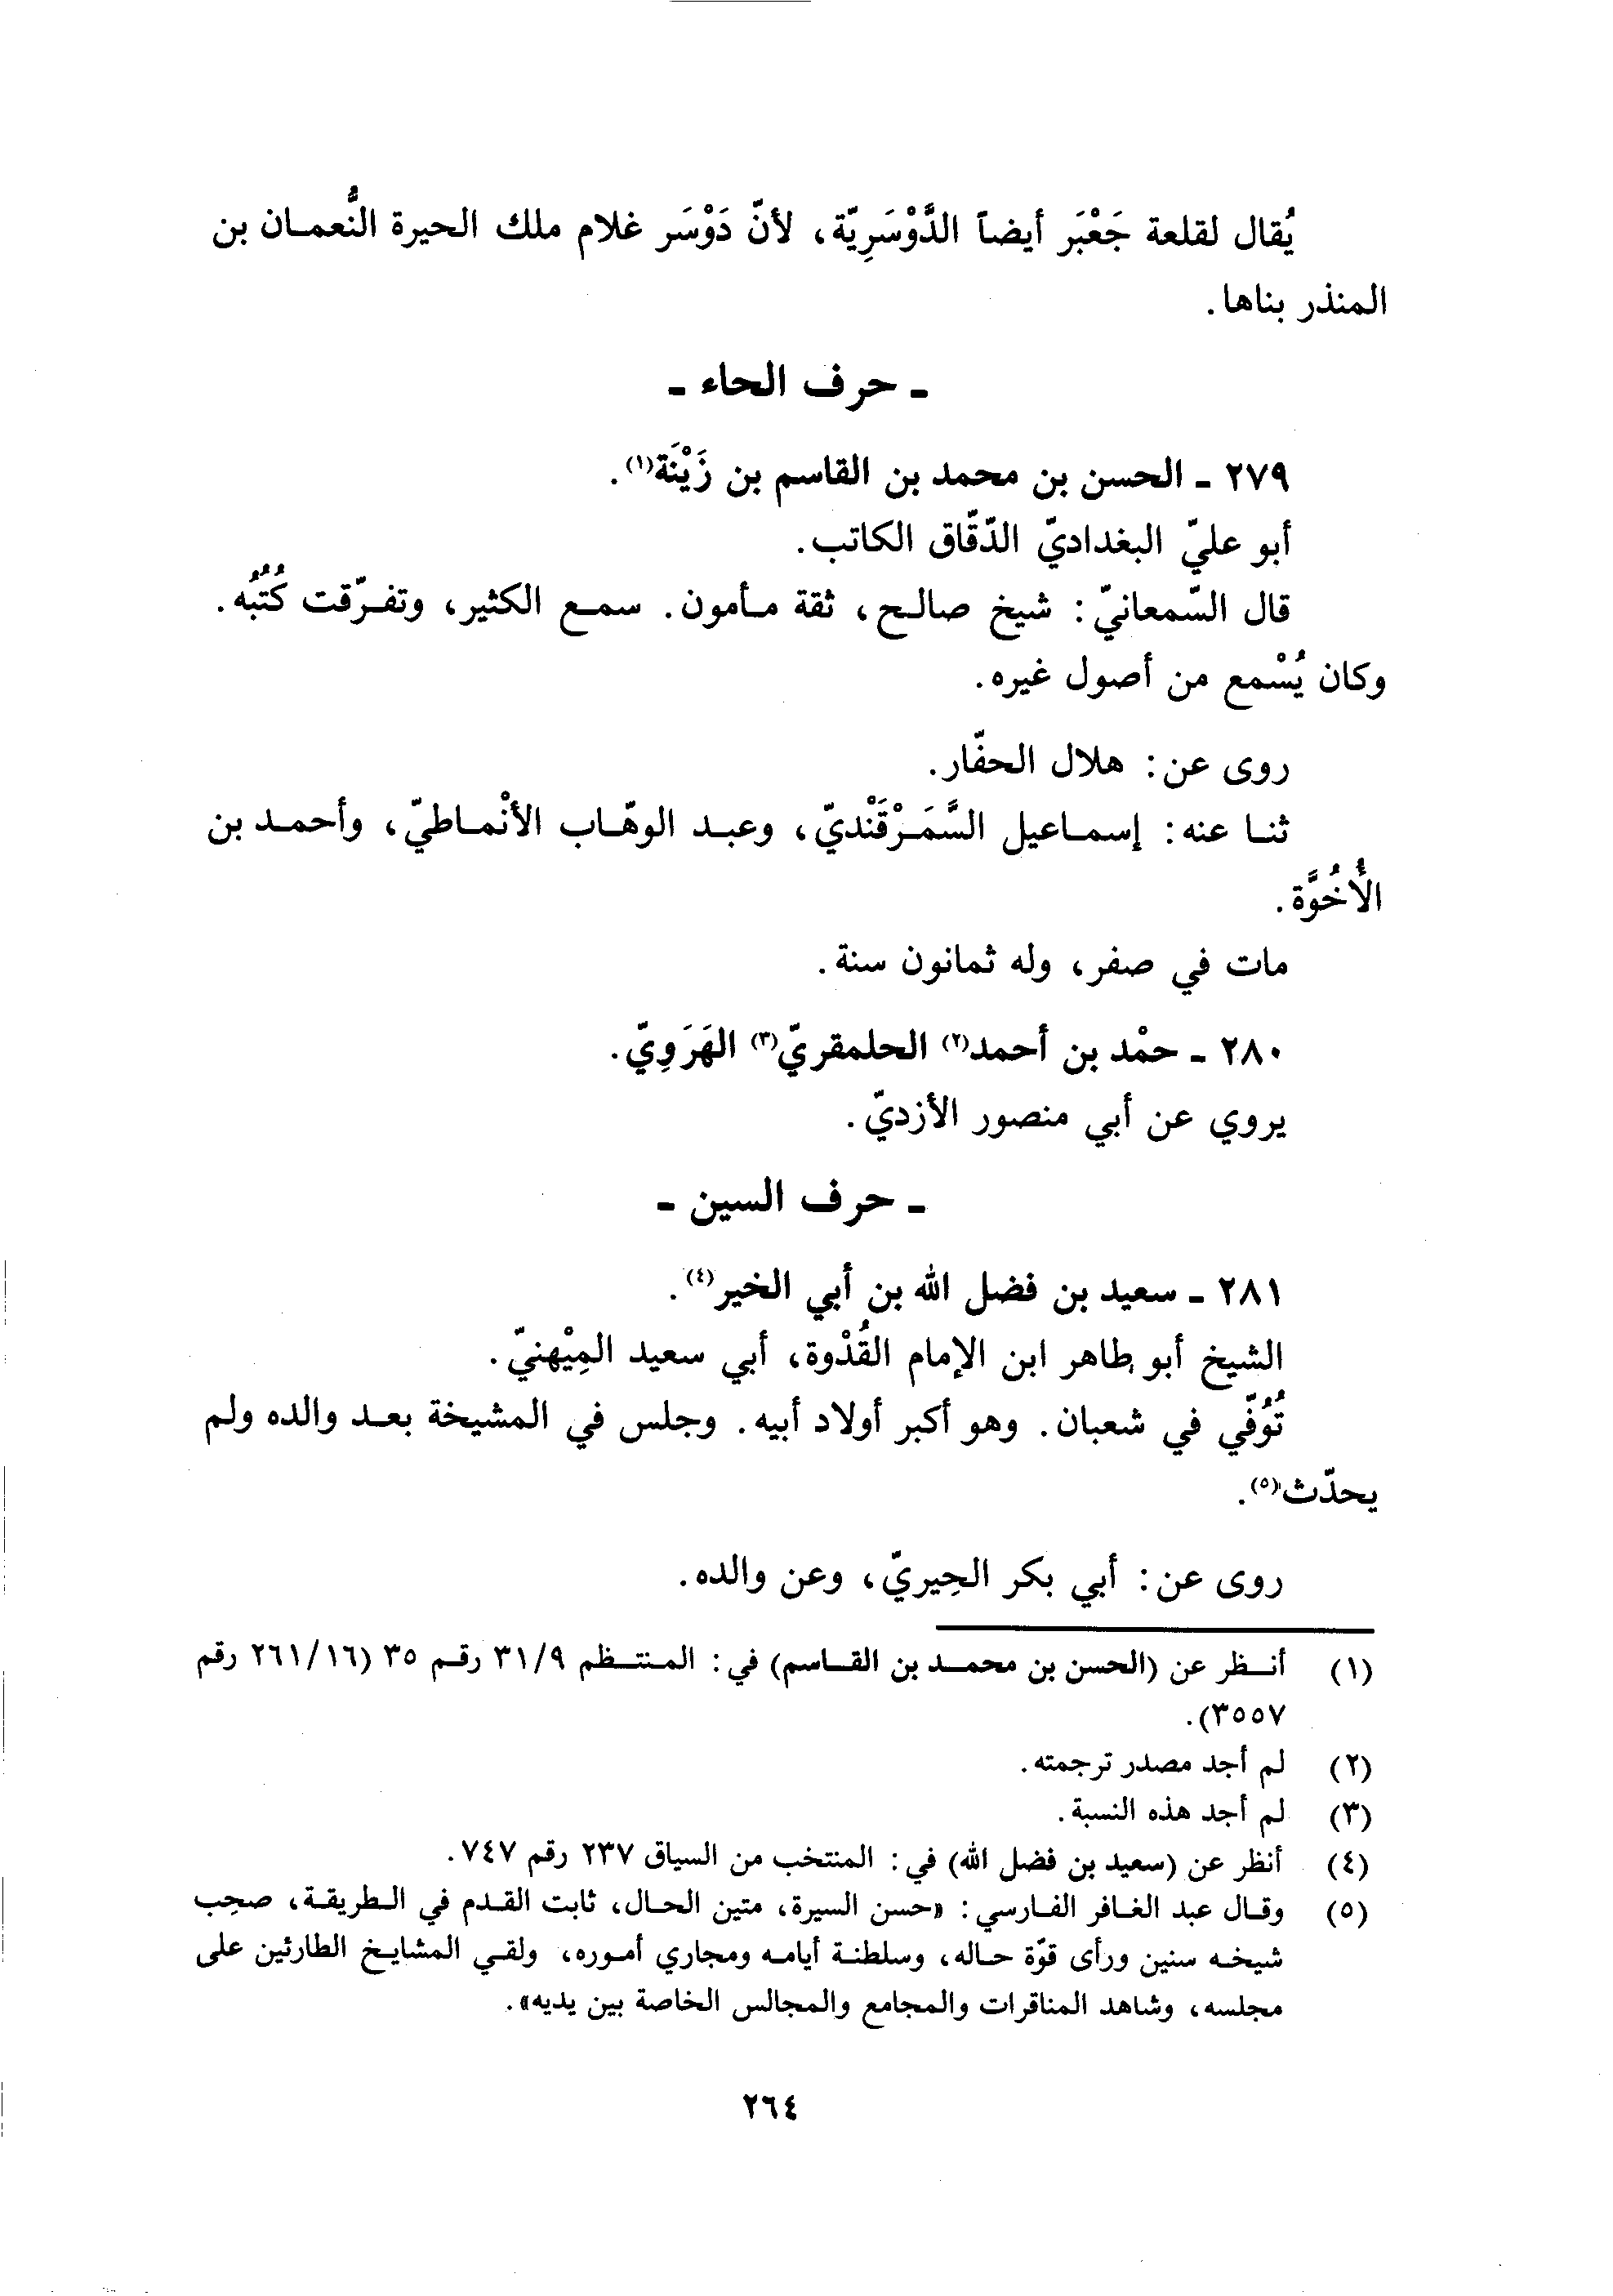 يُقال لقلعة جَعْبَر أيضاً الدَّوْسَرِيّة، لأنّ دَوْسَر غلام ملك الحيرة النُّعمان بن
المنذر بناها.
ـ حرف الحاء ـ
٢٧٩ ـ الحسن بن محمد بن القاسم بن زَيْنَة(١).
أبو عليّ البغداديّ الدّقّاق الكاتب.
قال السّمعانيّ: شيخ صالح، ثقة مأمون. سمع الكثير، وتفرّقت كُتُبُه.
وكان يُسْمع من أصول غيره.
روى عن: هلال الحفّار.
ثنا عنه: إسماعيل السَّمَرْقَنْديّ، وعبد الوهّاب الأنْماطيّ، وأحمد بن
الأُخُوَّة.
مات في صفر، وله ثمانون سنة.
٢٨٠ ـ حمْد بن أحمد(٢) الحلمقريّ(٣) الهَرَوِيّ.
يروي عن أبي منصور الأزديّ.
ـ حرف السين ـ
٢٨١ ـ سعيد بن فضل الله بن أبي الخير(٤).
الشيخ أبو طاهر ابن الإمام القُدْوة، أبي سعيد المِيْهنيّ.
تُوُفّي في شعبان. وهو أكبر أولاد أبيه. وجلس في المشيخة بعد والده ولم
يحدّث(٥).
روى عن: أبي بكر الحِيريّ، وعن والده.
(١) أنظر عن (الحسن بن محمد بن القاسم) في: المنتظم ٣١/٩ رقم ٣٥ (٢٦١/١٦ رقم
٣٥٥٧).
(٢) لم أجد مصدر ترجمته.
(٣) لم أجد هذه النسبة.
(٤) أنظر عن (سعيد بن فضل الله) في: المنتخب من السياق ٢٣٧ رقم ٧٤٧.
(٥) وقال عبد الغافر الفارسي: «حسن السيرة، متين الحال، ثابت القدم في الطريقة، صحِب
شيخه سنين ورأى قوّة حاله، وسلطنة أيامه ومجاري أموره، ولقي المشايخ الطارئين على
مجلسه، وشاهد المناقرات والمجامع والمجالس الخاصة بين يديه».
٢٦٤